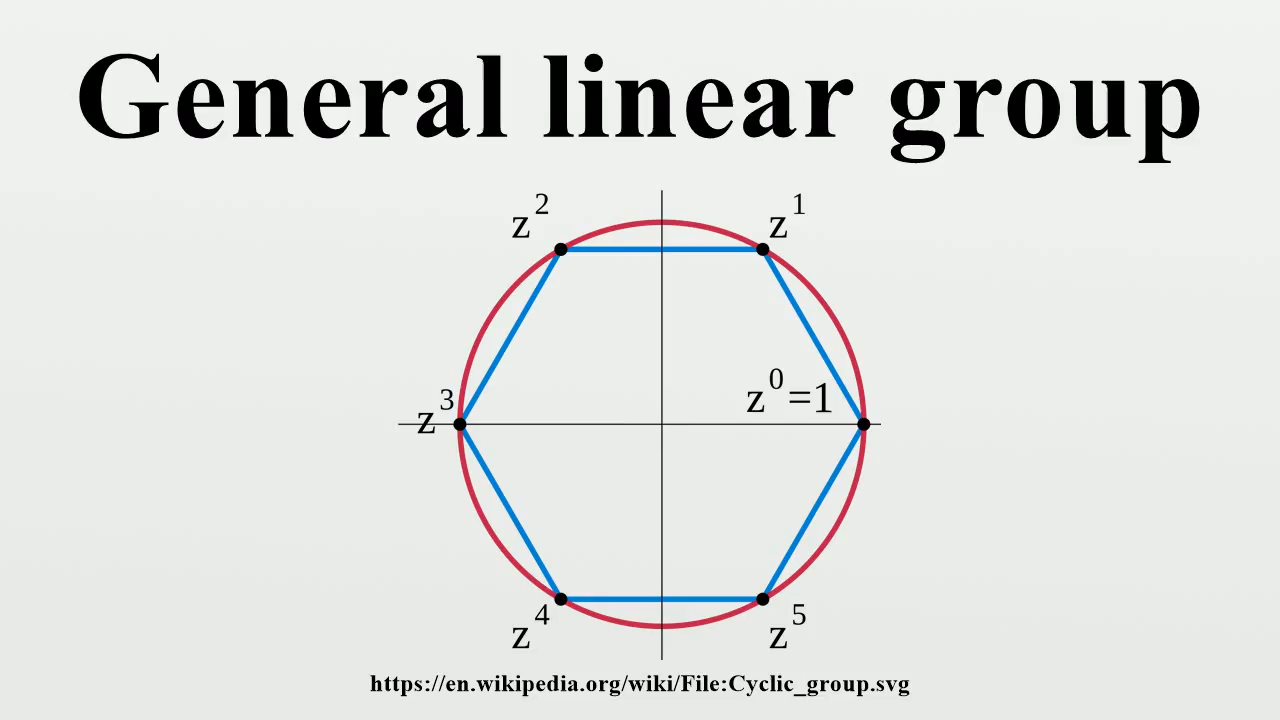 General linear group
z² z¹
z³ z⁰=1
z⁴ z⁵
https://en.wikipedia.org/wiki/File:Cyclic_group.svg